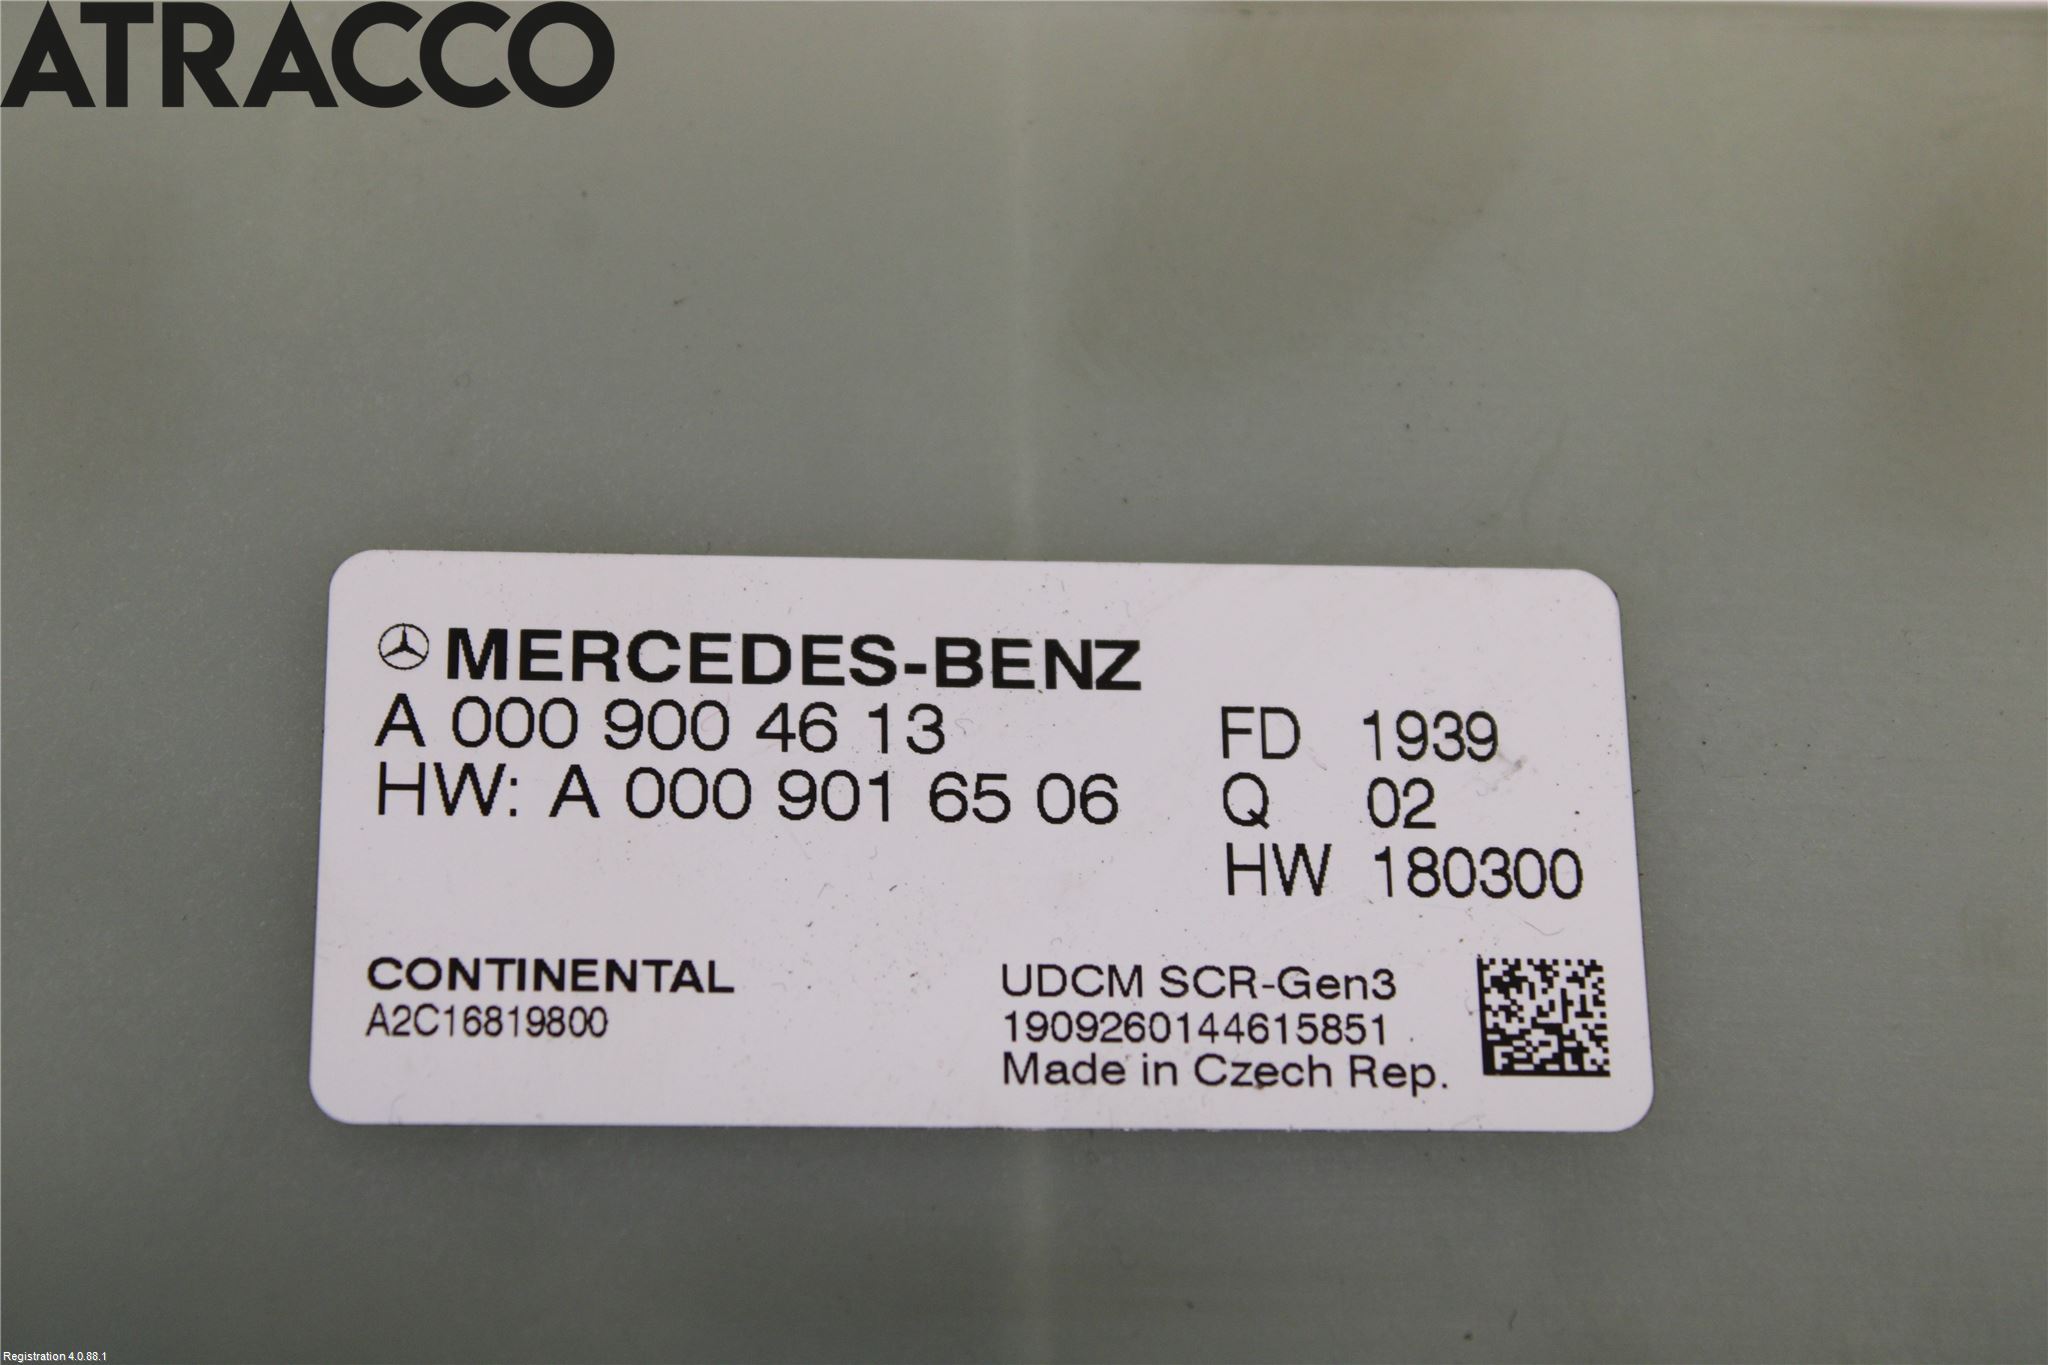 ATRACCO
MERCEDES-BENZ
A 000 900 46 13
HW: A 000 901 65 06
FD 1939
Q 02
HW 180300
CONTINENTAL
A2C16819800
UDCM SCR-Gen3
1909260144615851
Made in Czech Rep.
Registration 4.0.88.1